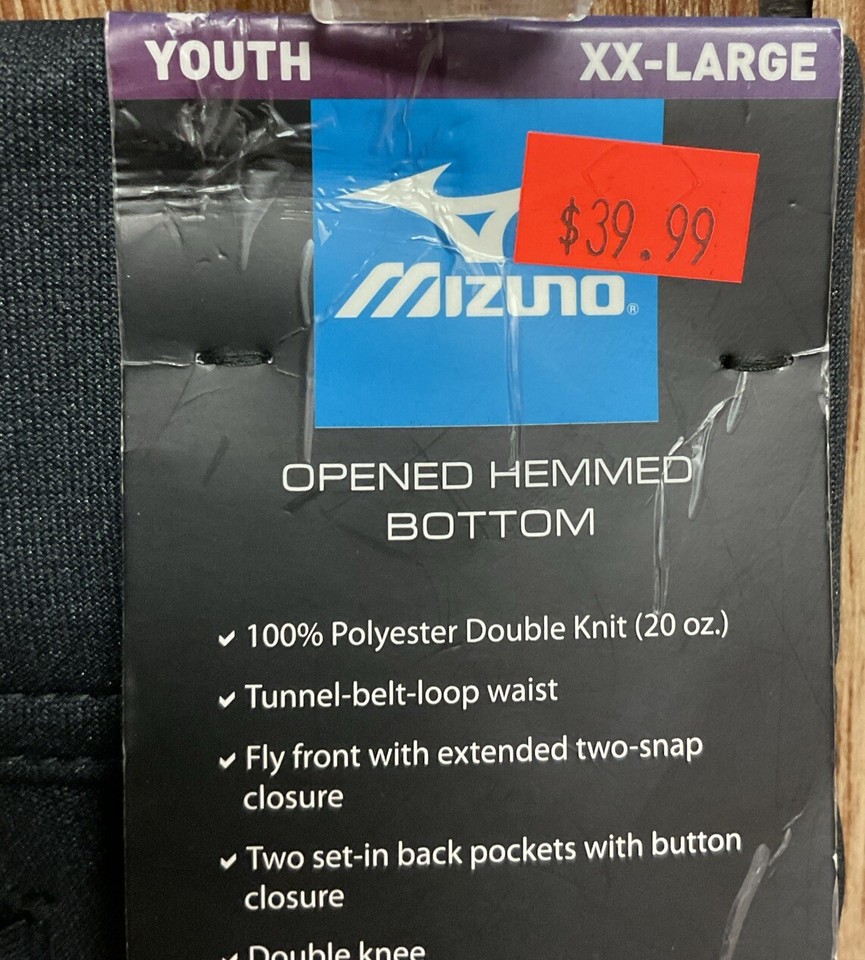 YOUTH XX-LARGE
$39.99
MIZUNO®
OPENED HEMMED
BOTTOM
✓ 100% Polyester Double Knit (20 oz.)
✓ Tunnel-belt-loop waist
✓ Fly front with extended two-snap
closure
✓ Two set-in back pockets with button
closure
✓ Double knee